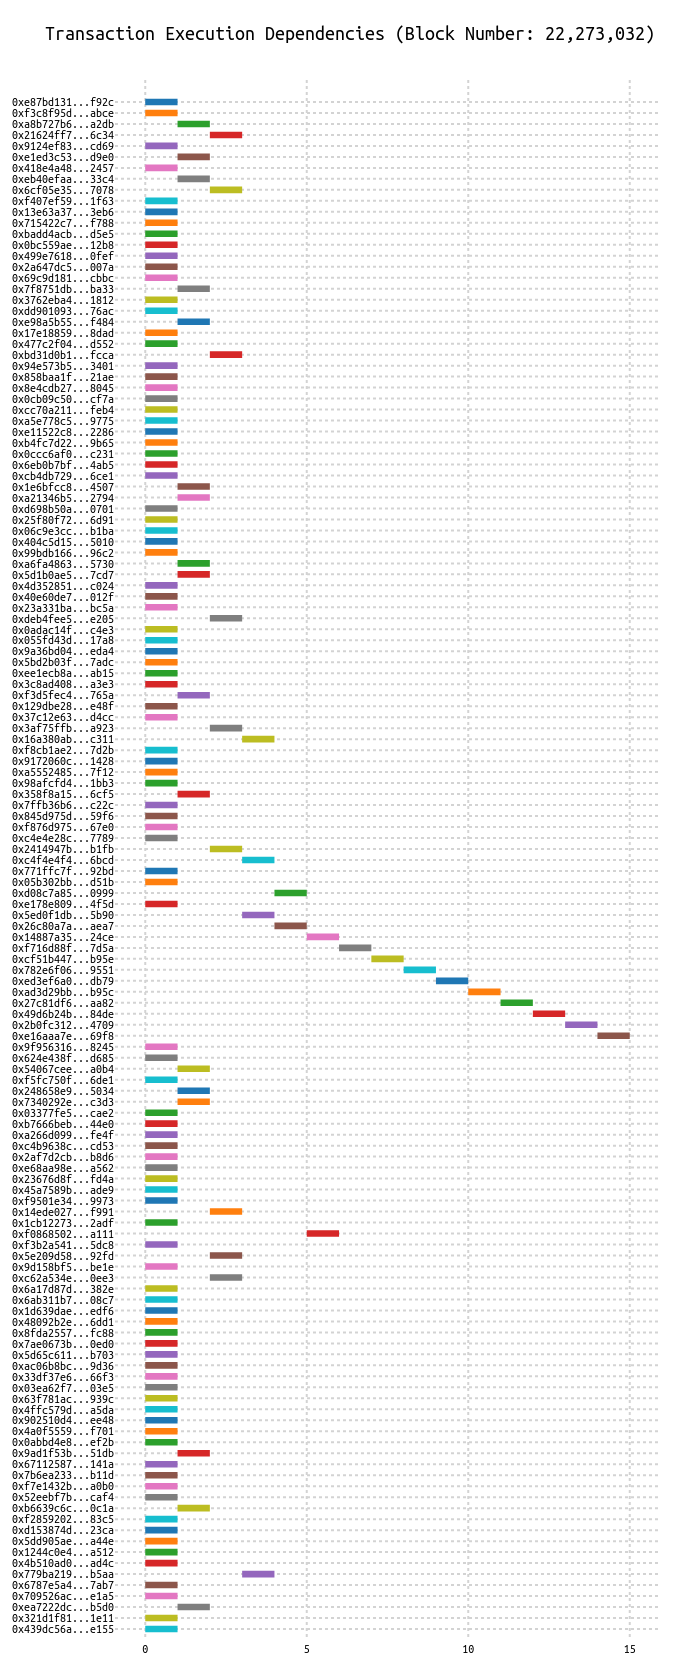 Transaction Execution Dependencies (Block Number: 22,273,032)
0xe87bd131...f92c
0xf3c8f95d...abce
0xa8b727b6...a2db
0x21624ff7...6c34
0x9124ef83...cd69
0xe1ed3c53...d9e0
0x418e4a48...2457
0xeb40efaa...33c4
0x6cf05e35...7078
0xf407ef59...1f63
0x13e63a37...3eb6
0x715422c7...f788
0xbadd4acb...d5e5
0x0bc559ae...12b8
0x499e7618...0fef
0x2a647dc5...007a
0x69c9d181...cbbc
0x7f8751db...ba33
0x3762eba4...1812
0xdd901093...76ac
0xe98a5b55...f484
0x17e18859...8dad
0x477c2f04...d552
0xbd31d0b1...fcca
0x94e573b5...3401
0x858baa1f...21ae
0x8e4cdb27...8045
0x0cb09c50...cf7a
0xcc70a211...feb4
0xa5e778c5...9775
0xe11522c8...2286
0xb4fc7d22...9b65
0x0ccc6af0...c231
0x6eb0b7bf...4ab5
0xcb4db729...6ce1
0x1e6bfcc8...4507
0xa21346b5...2794
0xd698b50a...0701
0x25f80f72...6d91
0x06c9e3cc...b1ba
0x404c5d15...5010
0x99bdb166...96c2
0xa6fa4863...5730
0x5d1b0ae5...7cd7
0x4d352851...c024
0x40e60de7...012f
0x23a331ba...bc5a
0xdeb4fee5...e205
0x0adac14f...c4e3
0x055fd43d...17a8
0x9a36bd04...eda4
0x5bd2b03f...7adc
0xee1ecb8a...ab15
0x3c8ad408...a3e3
0xf3d5fec4...765a
0x129dbe28...e48f
0x37c12e63...d4cc
0x3af75ffb...a923
0x16a380ab...c311
0xf8cb1ae2...7d2b
0x9172060c...1428
0xa5552485...7f12
0x98afcfd4...1bb3
0x358f8a15...6cf5
0x7ffb36b6...c22c
0x845d975d...59f6
0xf876d975...67e0
0xc4e4e28c...7789
0x2414947b...b1fb
0xc4f4e4f4...6bcd
0x771ffc7f...92bd
0x05b302bb...d51b
0xd08c7a85...0999
0xe178e809...4f5d
0x5ed0f1db...5b90
0x26c80a7a...aea7
0x14887a35...24ce
0xf716d88f...7d5a
0xcf51b447...b95e
0x782e6f06...9551
0xed3ef6a0...db79
0xad3d29bb...b95c
0x27c81df6...aa82
0x49d6b24b...84de
0x2b0fc312...4709
0xe16aaa7e...69f8
0x9f956316...8245
0x624e438f...d685
0x54067cee...a0b4
0xf5fc750f...6de1
0x248658e9...5034
0x7340292e...c3d3
0x03377fe5...cae2
0xb7666beb...44e0
0xa266d099...fe4f
0xc4b9638c...cd53
0x2af7d2cb...b8d6
0xe68aa98e...a562
0x23676d8f...fd4a
0x45a7589b...ade9
0xf9501e34...9973
0x14ede027...f991
0x1cb12273...2adf
0xf0868502...a111
0xf3b2a541...5dc8
0x5e209d58...92fd
0x9d158bf5...be1e
0xc62a534e...0ee3
0x6a17d87d...382e
0x6ab311b7...08c7
0x1d639dae...edf6
0x48092b2e...6dd1
0x8fda2557...fc88
0x7ae0673b...0ed0
0x5d65c611...b703
0xac06b8bc...9d36
0x33df37e6...66f3
0x03ea62f7...03e5
0x63f781ac...939c
0x4ffc579d...a5da
0x902510d4...ee48
0x4a0f5559...f701
0x0abbd4e8...ef2b
0x9ad1f53b...51db
0x67112587...141a
0x7b6ea233...b11d
0xf7e1432b...a0b0
0x52eebf7b...caf4
0xb6639c6c...0c1a
0xf2859202...83c5
0xd153874d...23ca
0x5dd905ae...a44e
0x1244c0e4...a512
0x4b510ad0...ad4c
0x779ba219...b5aa
0x6787e5a4...7ab7
0x709526ac...e1a5
0xea7222dc...b5d0
0x321d1f81...1e11
0x439dc56a...e155
0 5 10 15